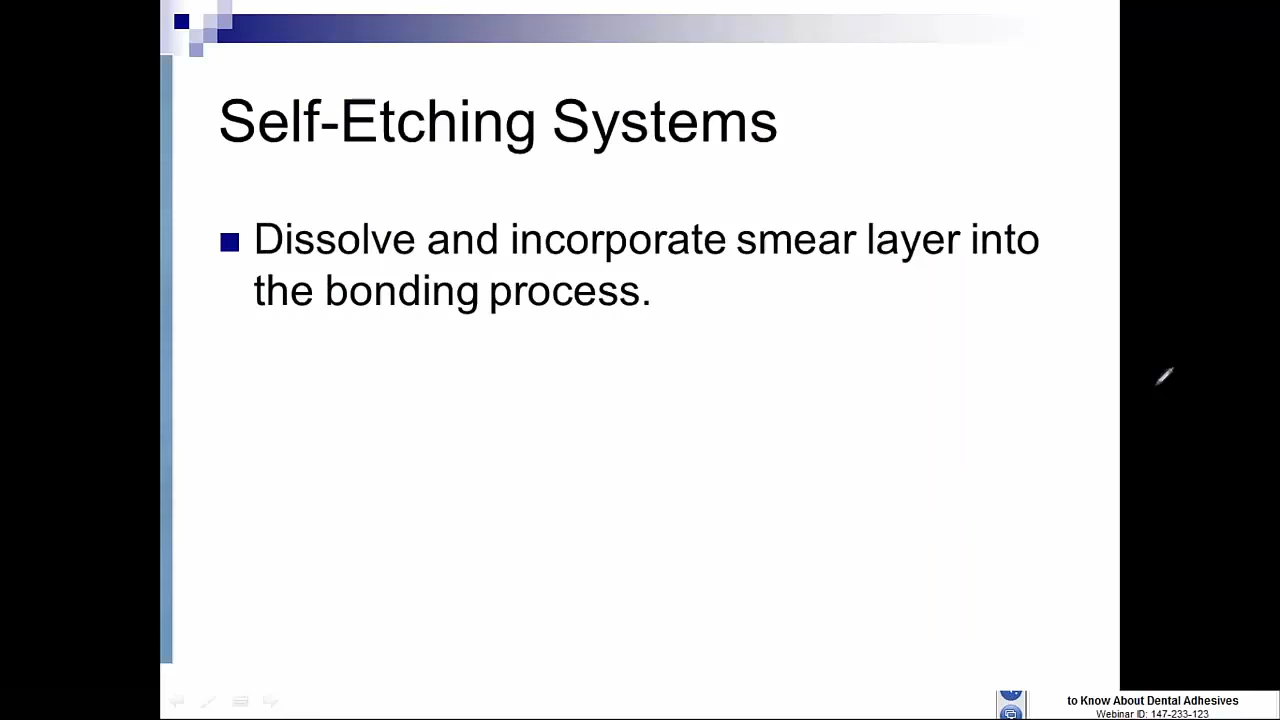 Self-Etching Systems
Dissolve and incorporate smear layer into
the bonding process.
to Know About Dental Adhesives
Webinar ID: 147-233-123